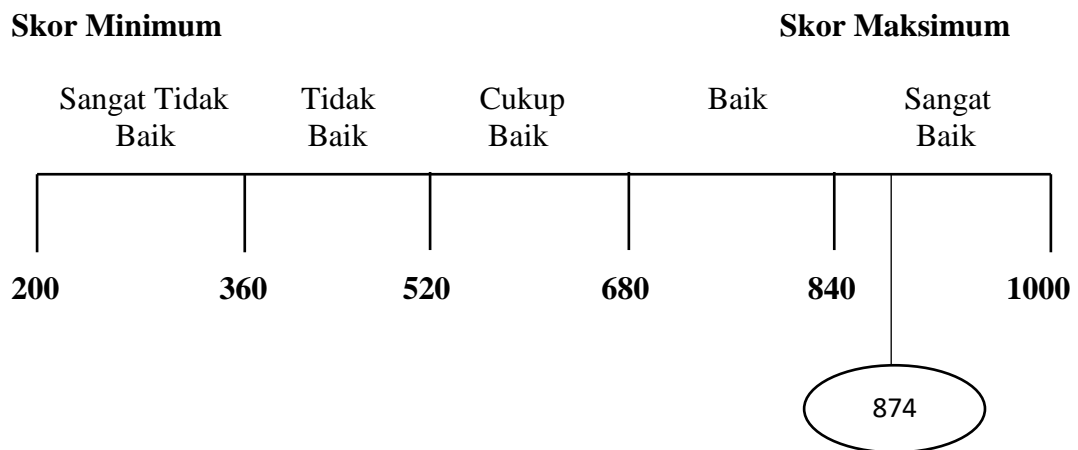 Skor Minimum Skor Maksimum
Sangat Tidak Baik
Tidak Baik
Cukup Baik
Baik
Sangat Baik
200 360 520 680 840 1000
874